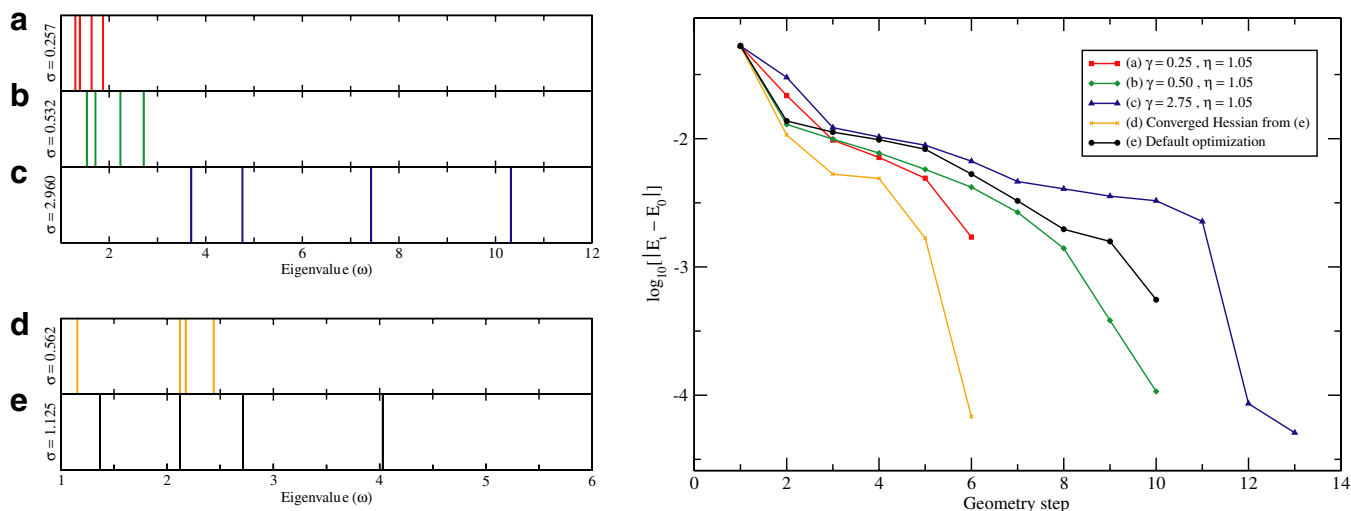 a
σ = 0.257
b
σ = 0.532
c
σ = 2.960
2 4 6 8 10 12
Eigenvalue (ω)
d
σ = 0.562
e
σ = 1.125
1 2 3 4 5 6
Eigenvalue (ω)
log10[ |Eι − E0| ]
-2
-3
-4
(a) γ = 0.25 , η = 1.05
(b) γ = 0.50 , η = 1.05
(c) γ = 2.75 , η = 1.05
(d) Converged Hessian from (e)
(e) Default optimization
0 2 4 6 8 10 12 14
Geometry step